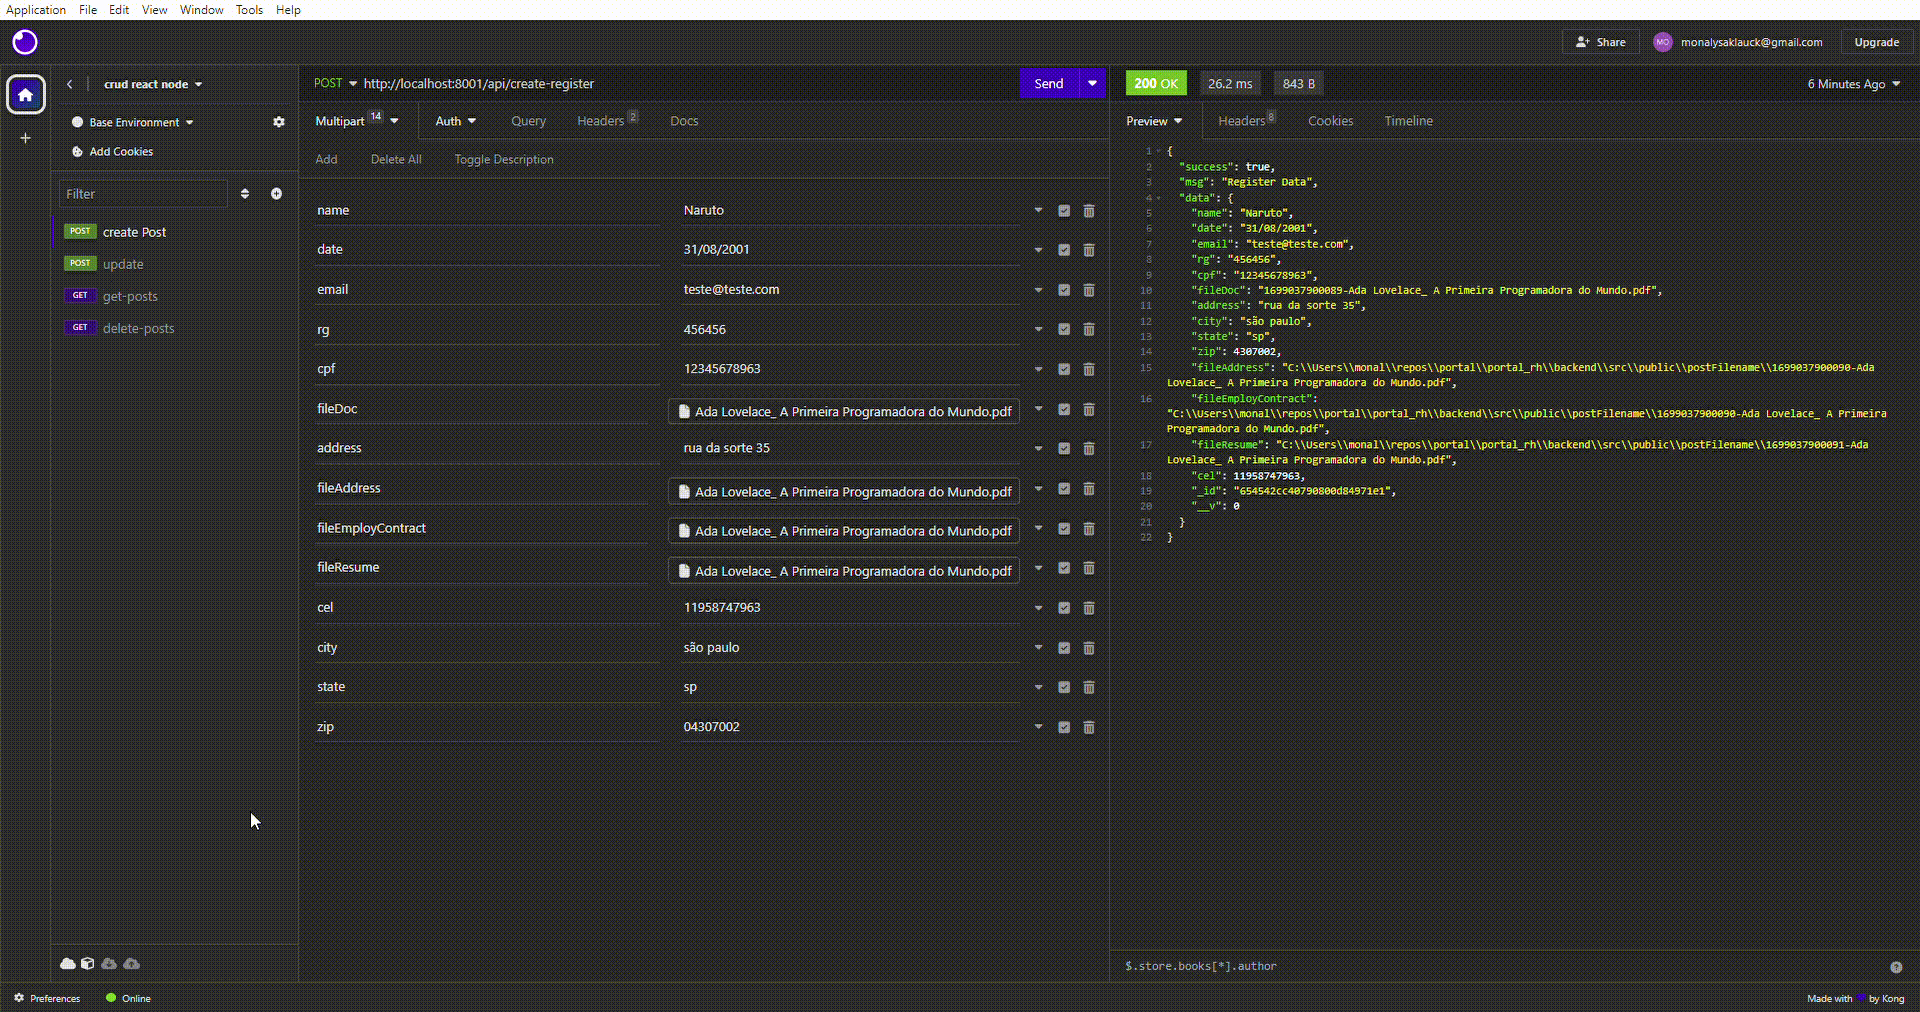 Application File Edit View Window Tools Help
Share MO monalysaklauck@gmail.com Upgrade
crud react node
Base Environment
Add Cookies
Filter
POST create Post
POST update
GET get-posts
GET delete-posts
POST http://localhost:8001/api/create-register Send
Multipart 14 Auth Query Headers 2 Docs
Add Delete All Toggle Description
name Naruto
date 31/08/2001
email teste@teste.com
rg 456456
cpf 12345678963
fileDoc Ada Lovelace_ A Primeira Programadora do Mundo.pdf
address rua da sorte 35
fileAddress Ada Lovelace_ A Primeira Programadora do Mundo.pdf
fileEmployContract Ada Lovelace_ A Primeira Programadora do Mundo.pdf
fileResume Ada Lovelace_ A Primeira Programadora do Mundo.pdf
cel 11958747963
city são paulo
state sp
zip 04307002
200 OK 26.2 ms 843 B 6 Minutes Ago
Preview Headers 8 Cookies Timeline
1 {
2 "success": true,
3 "msg": "Register Data",
4 "data": {
5 "name": "Naruto",
6 "date": "31/08/2001",
7 "email": "teste@teste.com",
8 "rg": "456456",
9 "cpf": "12345678963",
10 "fileDoc": "1699037900089-Ada Lovelace_ A Primeira Programadora do Mundo.pdf",
11 "address": "rua da sorte 35",
12 "city": "são paulo",
13 "state": "sp",
14 "zip": 4307002,
15 "fileAddress": "C:\\Users\\monal\\repos\\portal\\portal_rh\\backend\\src\\public\\postFilename\\1699037900090-Ada
Lovelace_ A Primeira Programadora do Mundo.pdf",
16 "fileEmployContract":
"C:\\Users\\monal\\repos\\portal\\portal_rh\\backend\\src\\public\\postFilename\\1699037900090-Ada Lovelace_ A Primeira
Programadora do Mundo.pdf",
17 "fileResume": "C:\\Users\\monal\\repos\\portal\\portal_rh\\backend\\src\\public\\postFilename\\1699037900091-Ada
Lovelace_ A Primeira Programadora do Mundo.pdf",
18 "cel": 11958747963,
19 "_id": "654542cc40790800d84971e1",
20 "__v": 0
21 }
22 }
$.store.books[*].author
Preferences Online
Made with by Kong